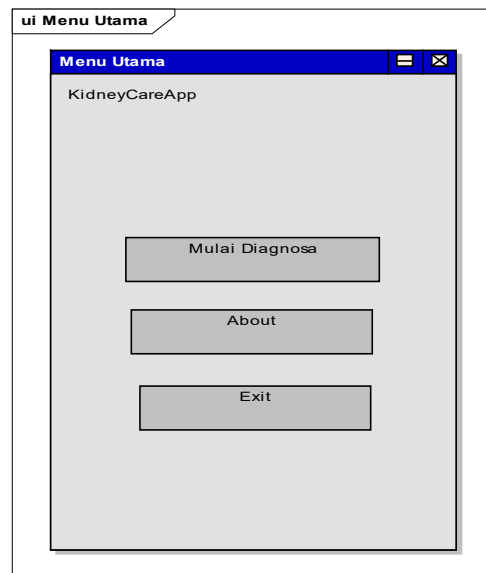 ui Menu Utama
Menu Utama
KidneyCareApp
Mulai Diagnosa
About
Exit